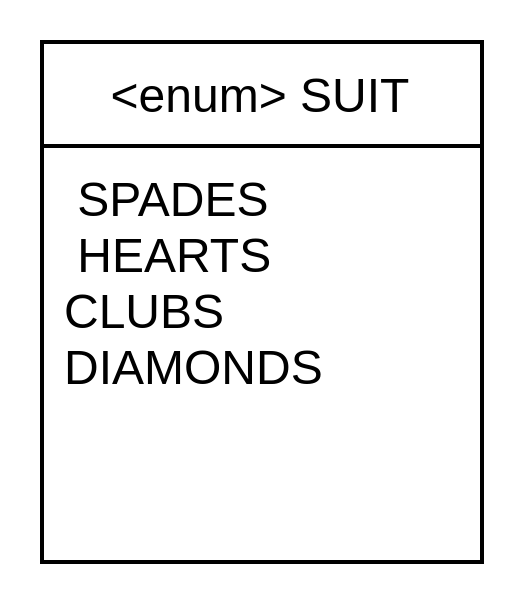 <enum> SUIT
SPADES
HEARTS
CLUBS
DIAMONDS